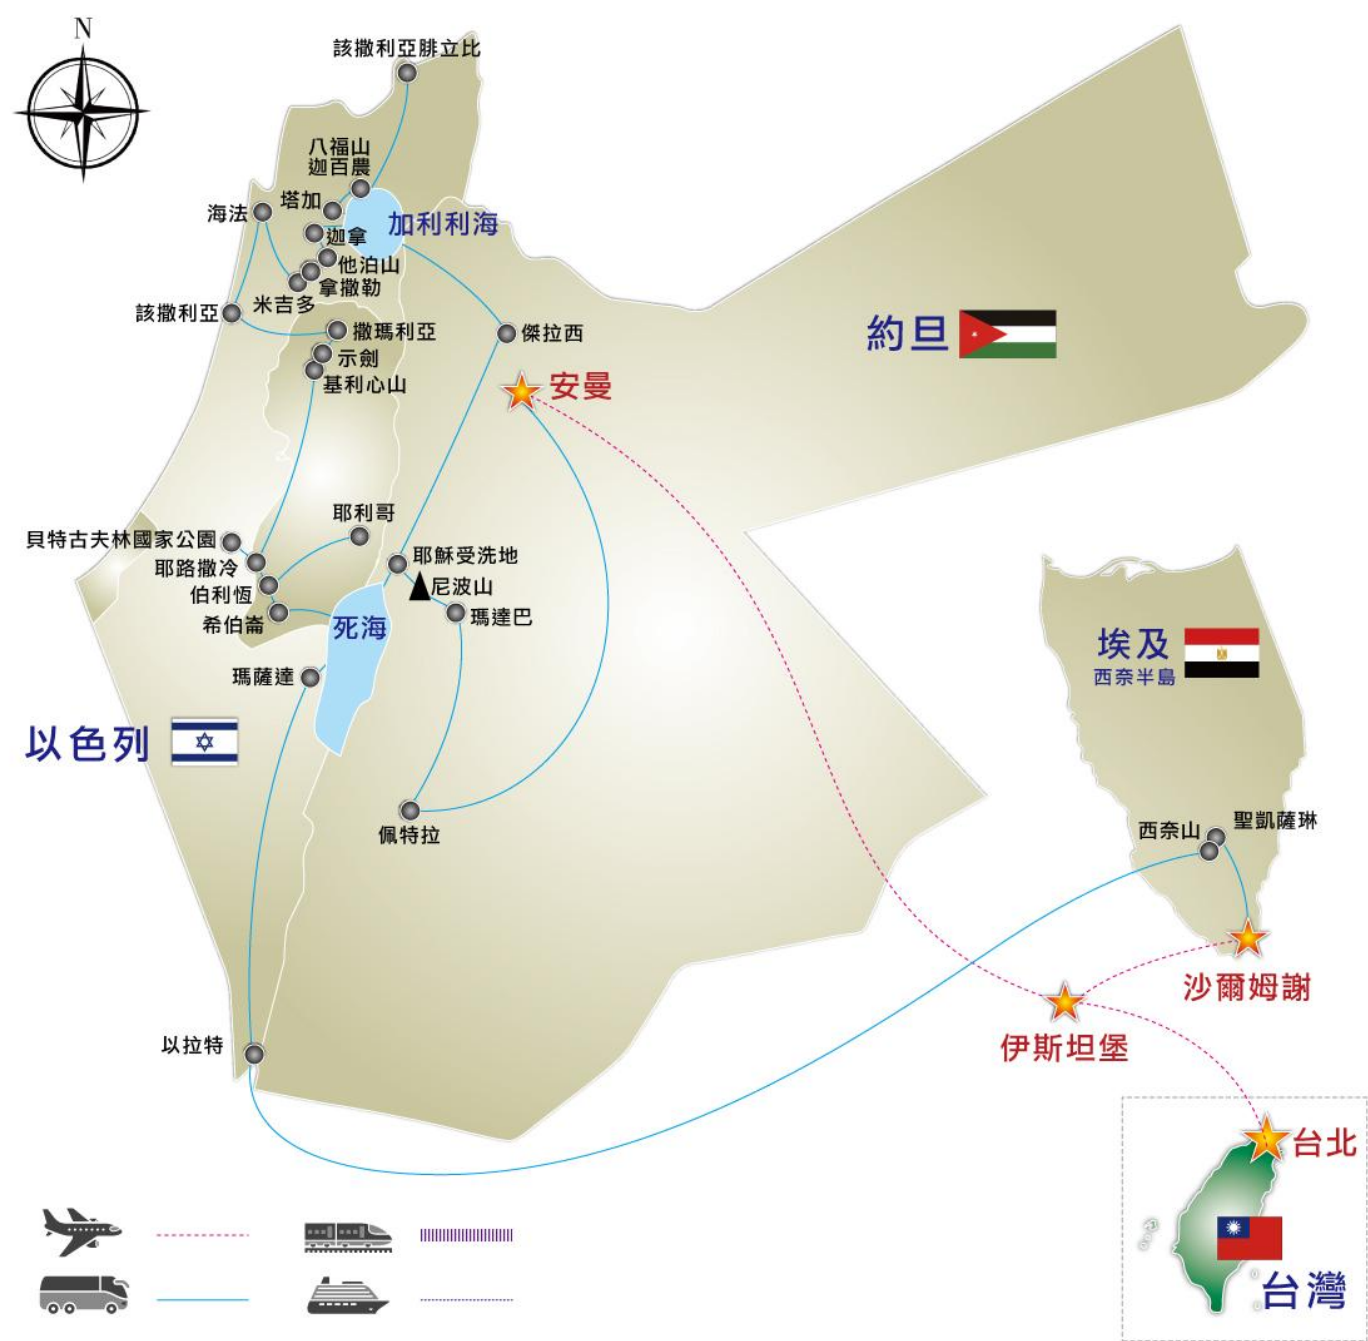 N
該撒利亞腓立比
八福山
迦百農
塔加
海法
加利利海
迦拿
他泊山
拿撒勒
米吉多
該撒利亞
撒瑪利亞
示劍
基利心山
傑拉西
約旦
安曼
耶利哥
貝特古夫林國家公園
耶路撒冷
伯利恆
希伯崙
耶穌受洗地
尼波山
瑪達巴
死海
瑪薩達
以色列
佩特拉
埃及
西奈半島
西奈山
聖凱薩琳
沙爾姆謝
伊斯坦堡
以拉特
台北
台灣